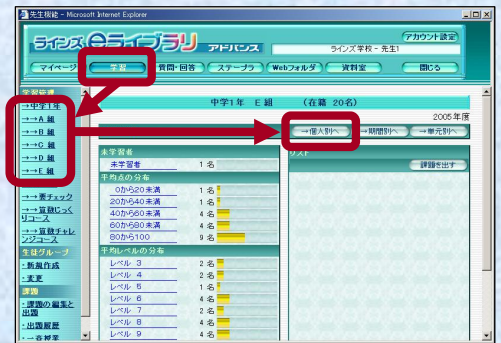 先生機能 - Microsoft Internet Explorer
ラインズ eライブラリ アドバンス
アカウント設定
ラインズ学校 - 先生1
マイページ 学習 質問・回答 ステープラ Webフォルダ 資料室 閉じる
学習管理
→中学1年
→→A 組
→→B 組
→→C 組
→→D 組
→→E 組
→→要チェック
→→算数じっくりコース
→→算数チャレンジコース
生徒グループ
・新規作成
・変更
課題
・課題の編集と出題
・出題履歴
・一斉授業
中学1年 E 組 (在籍 20名)
2005年度
→個人別へ →期間別へ →単元別へ
未学習者
未学習者 1 名
平均点の分布
0から20未満 1 名
20から40未満 1 名
40から60未満 4 名
60から80未満 4 名
80から100 9 名
平均レベルの分布
レベル 3 2 名
レベル 4 2 名
レベル 5 1 名
レベル 6 4 名
レベル 7 2 名
レベル 8 4 名
レベル 9 4 名
リスト
課題を出す